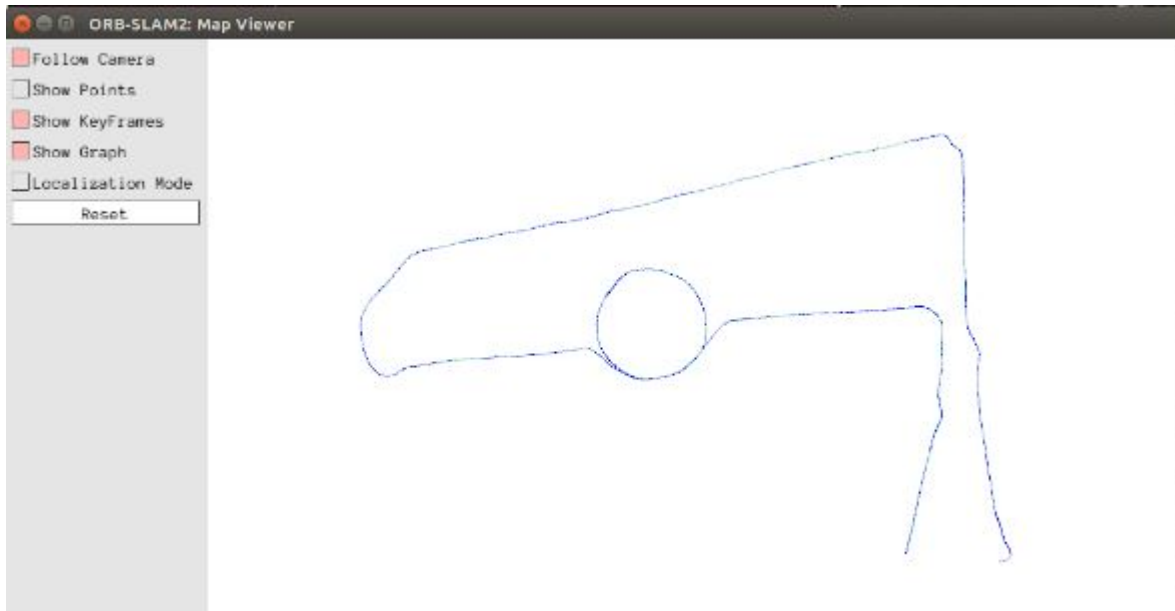 ORB-SLAM2: Map Viewer
Follow Camera
Show Points
Show KeyFrames
Show Graph
Localization Mode
Reset